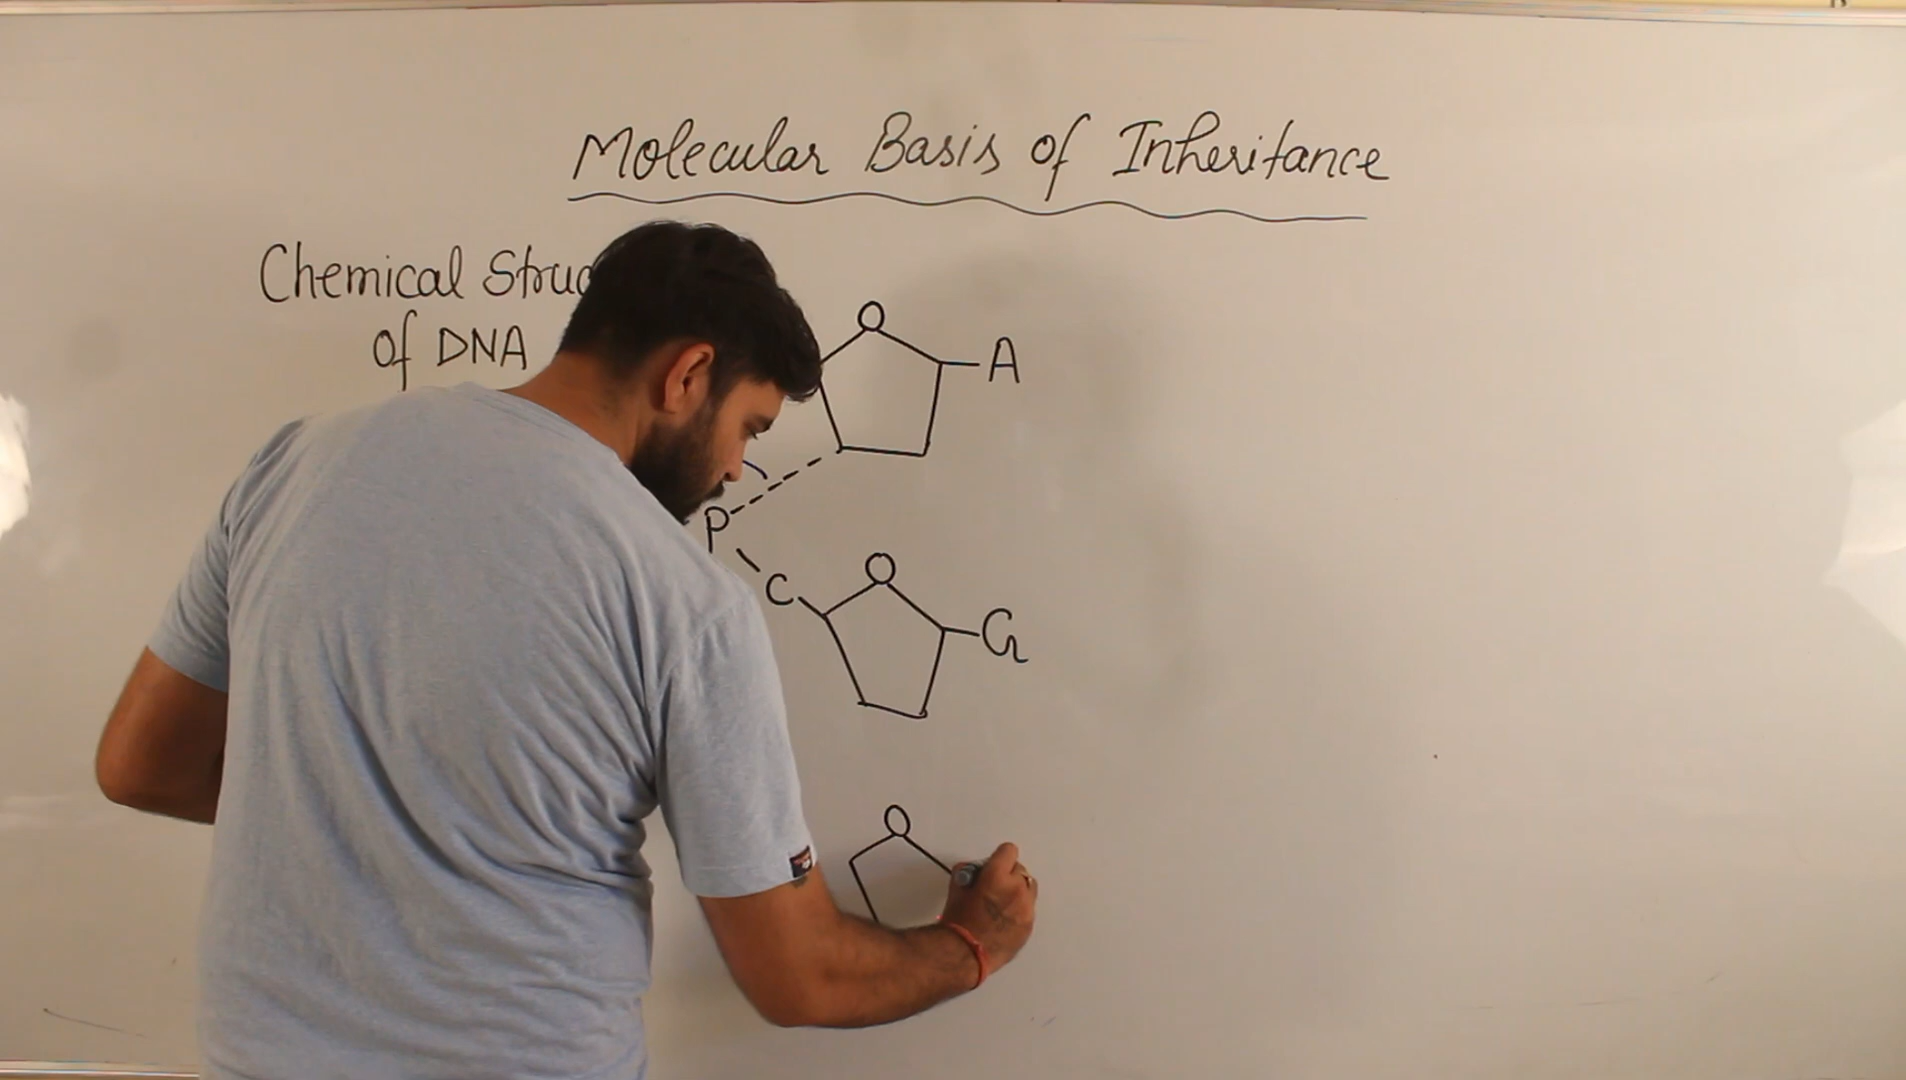 Molecular Basis of Inheritance
Chemical Struc
of DNA
O
A
P
O
C
G
O